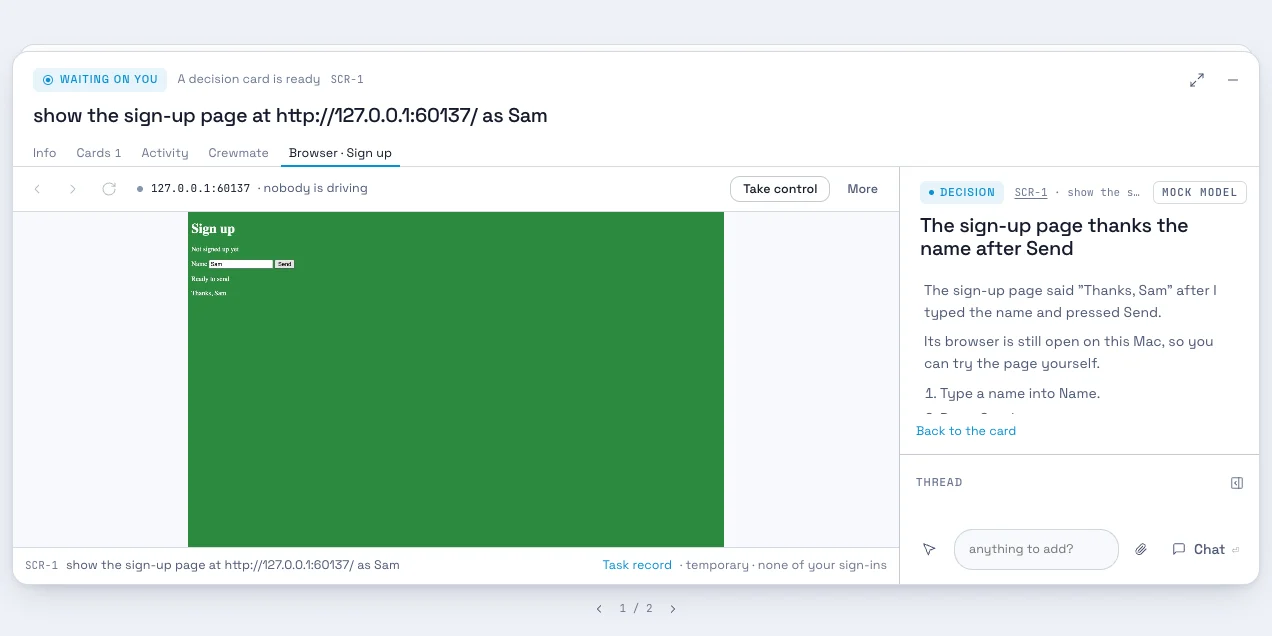 WAITING ON YOU A decision card is ready SCR-1
show the sign-up page at http://127.0.0.1:60137/ as Sam
Info Cards 1 Activity Crewmate Browser · Sign up
127.0.0.1:60137 · nobody is driving Take control More
Sign up
Not signed up yet
Name Sam Send
Ready to send
Thanks, Sam
SCR-1 show the sign-up page at http://127.0.0.1:60137/ as Sam Task record · temporary · none of your sign-ins
DECISION SCR-1 · show the s… MOCK MODEL
The sign-up page thanks the
name after Send
The sign-up page said "Thanks, Sam" after I
typed the name and pressed Send.
Its browser is still open on this Mac, so you
can try the page yourself.
1. Type a name into Name.
Back to the card
THREAD
anything to add? Chat
1 / 2